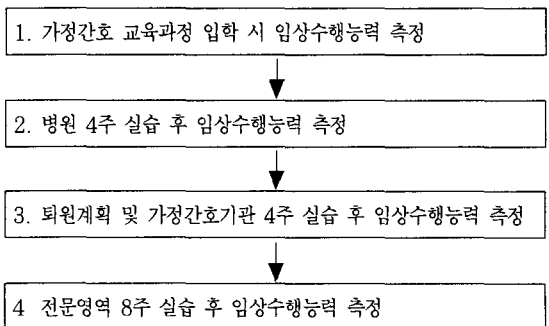 1. 가정간호 교육과정 입학 시 임상수행능력 측정
2. 병원 4주 실습 후 임상수행능력 측정
3. 퇴원계획 및 가정간호기관 4주 실습 후 임상수행능력 측정
4 전문영역 8주 실습 후 임상수행능력 측정